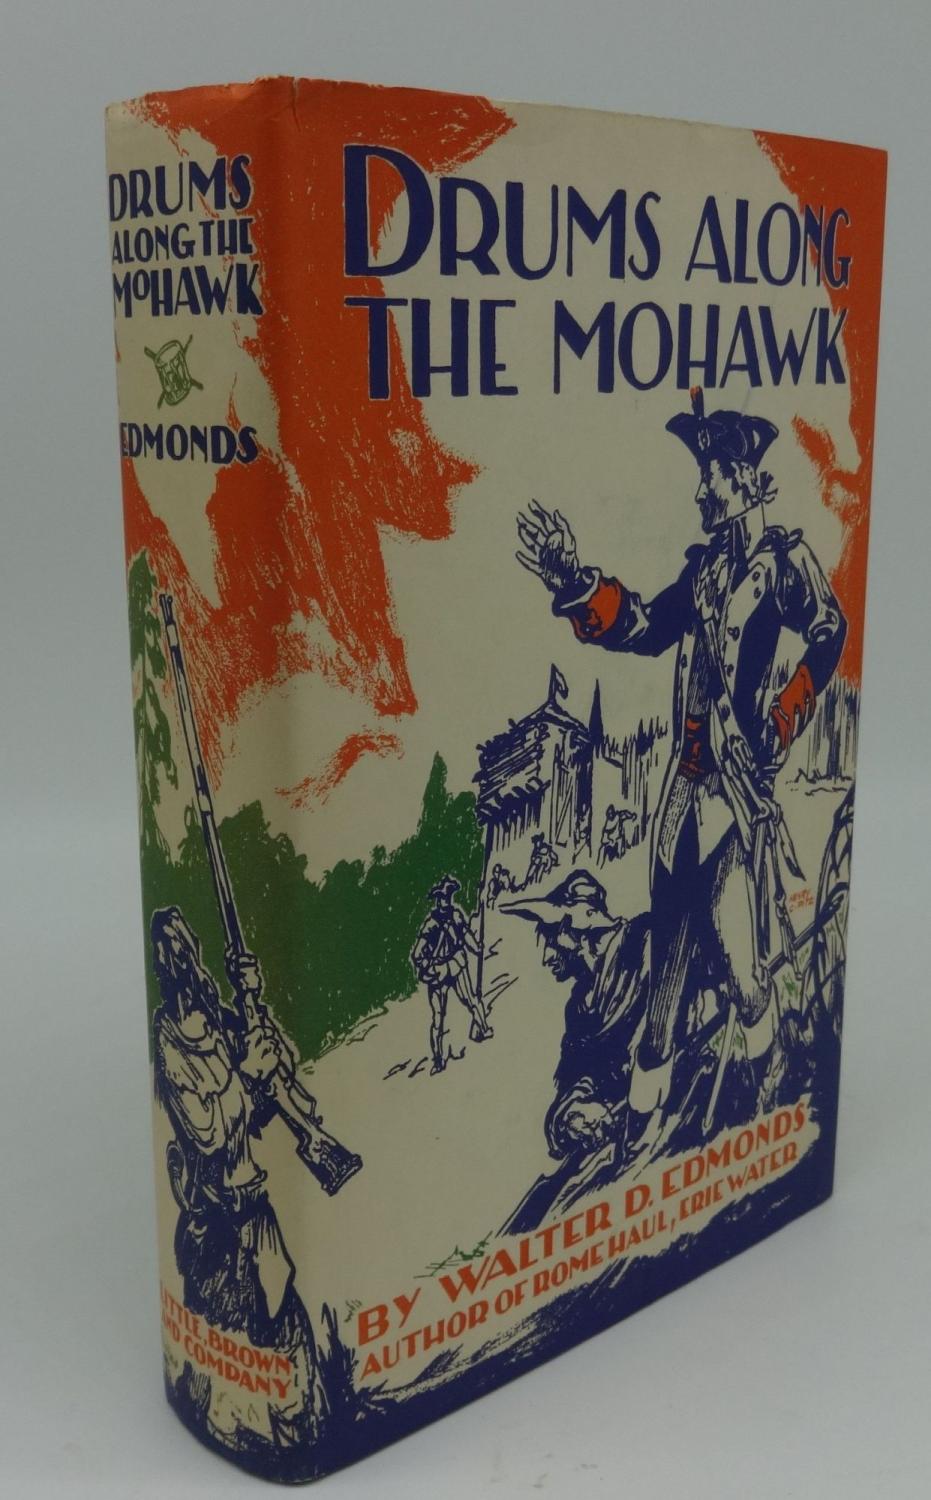 DRUMS
ALONG THE
MOHAWK
EDMONDS
LITTLE, BROWN
AND COMPANY
DRUMS ALONG
THE MOHAWK
BY WALTER D. EDMONDS
AUTHOR OF ROME HAUL, ERIE WATER